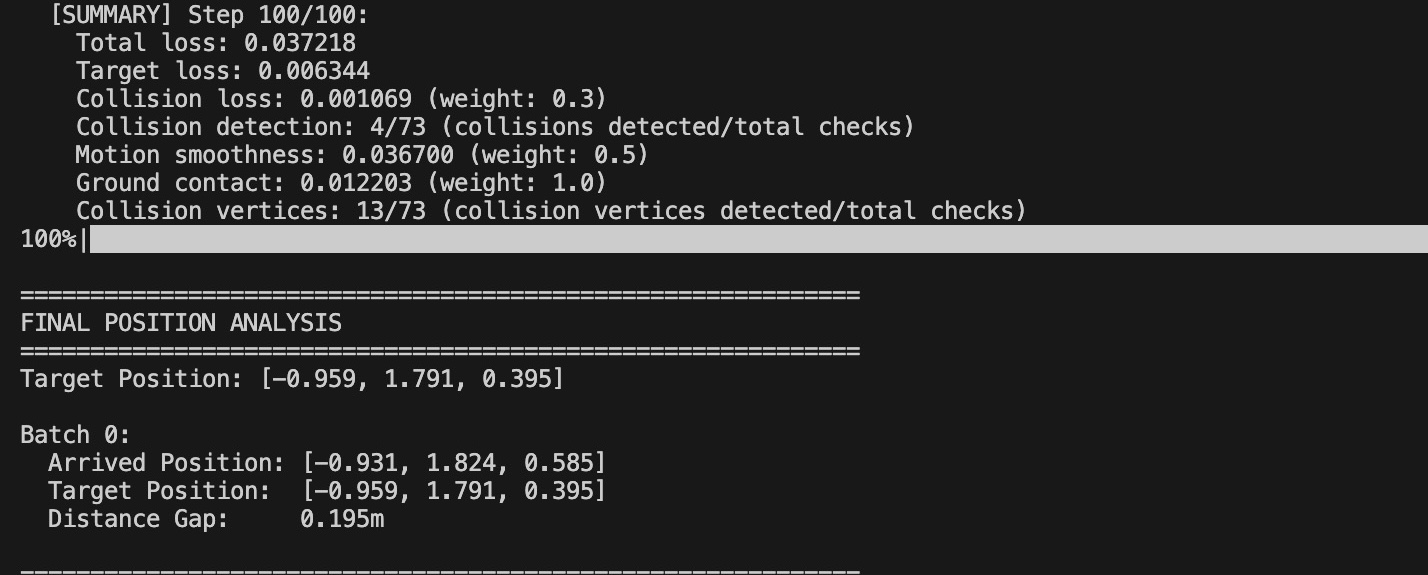 [SUMMARY] Step 100/100:
Total loss: 0.037218
Target loss: 0.006344
Collision loss: 0.001069 (weight: 0.3)
Collision detection: 4/73 (collisions detected/total checks)
Motion smoothness: 0.036700 (weight: 0.5)
Ground contact: 0.012203 (weight: 1.0)
Collision vertices: 13/73 (collision vertices detected/total checks)
100%|
============================================================
FINAL POSITION ANALYSIS
============================================================
Target Position: [-0.959, 1.791, 0.395]
Batch 0:
Arrived Position: [-0.931, 1.824, 0.585]
Target Position:  [-0.959, 1.791, 0.395]
Distance Gap:     0.195m
============================================================